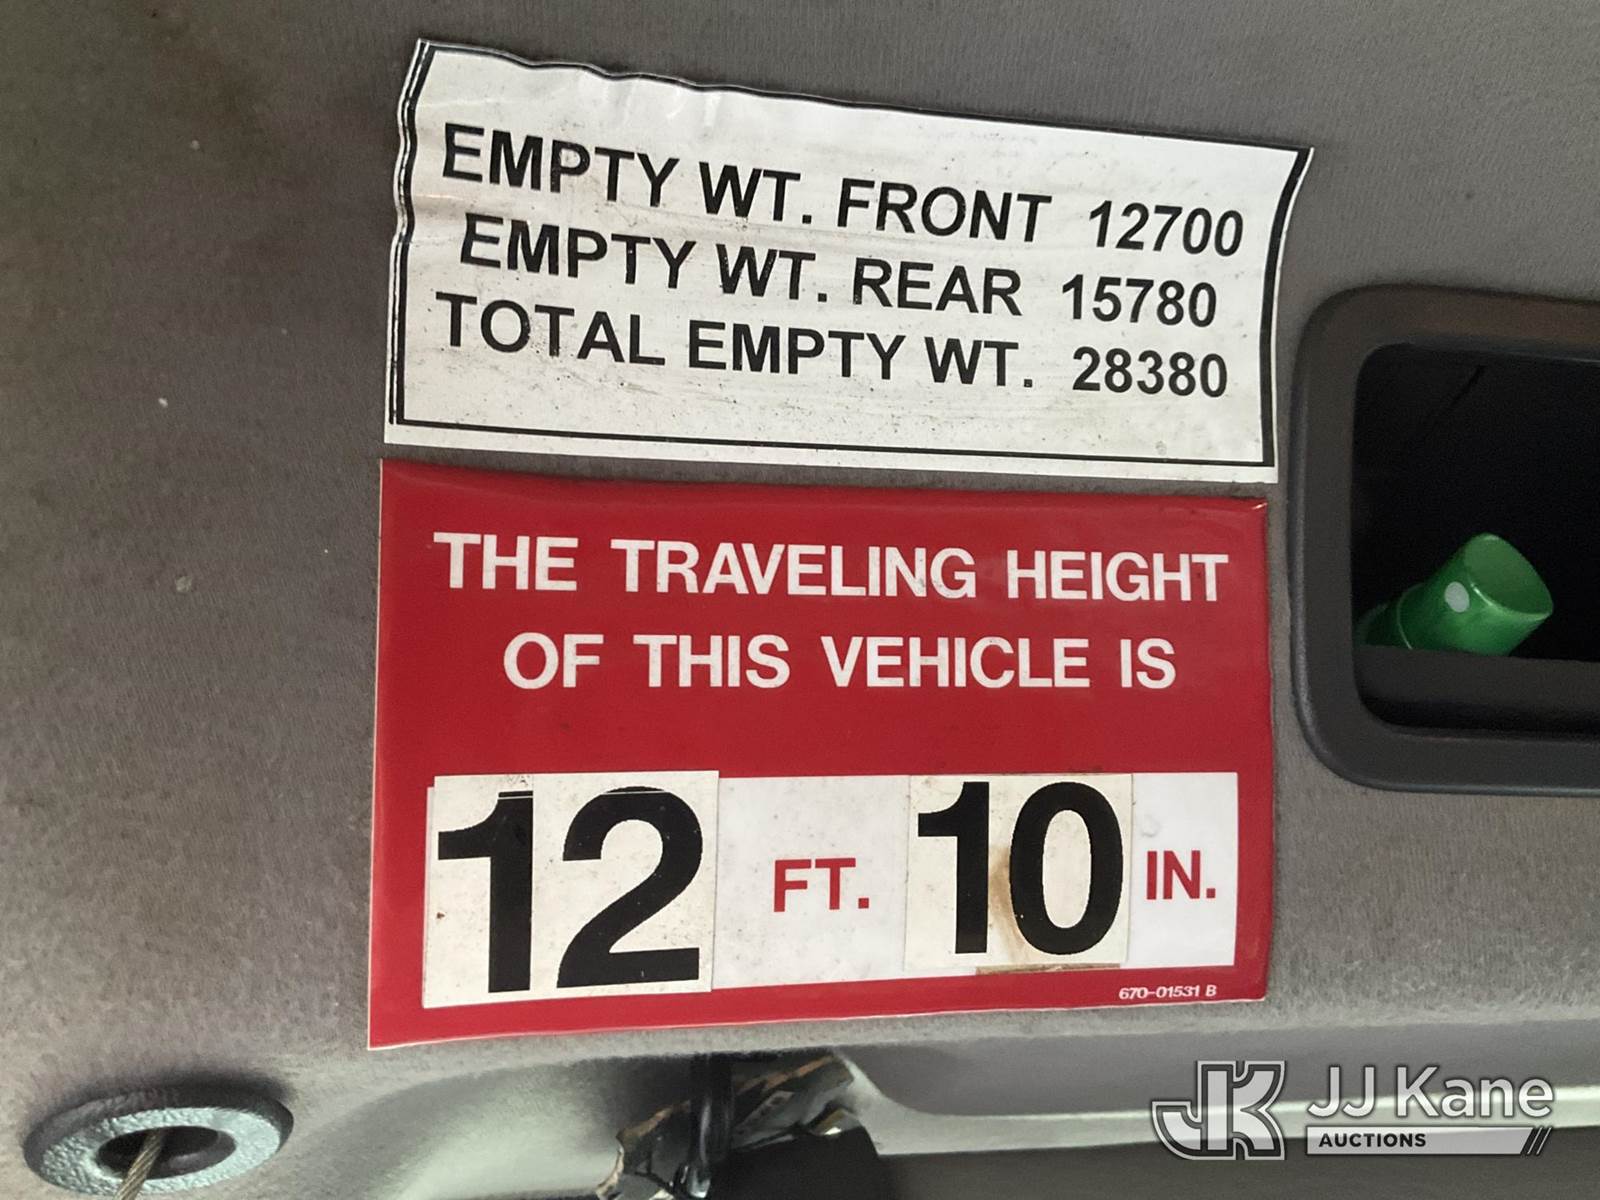 EMPTY WT. FRONT 12700
EMPTY WT. REAR 15780
TOTAL EMPTY WT. 28380
THE TRAVELING HEIGHT
OF THIS VEHICLE IS
12 FT. 10 IN.
670-01531 B
JK JJ Kane
AUCTIONS